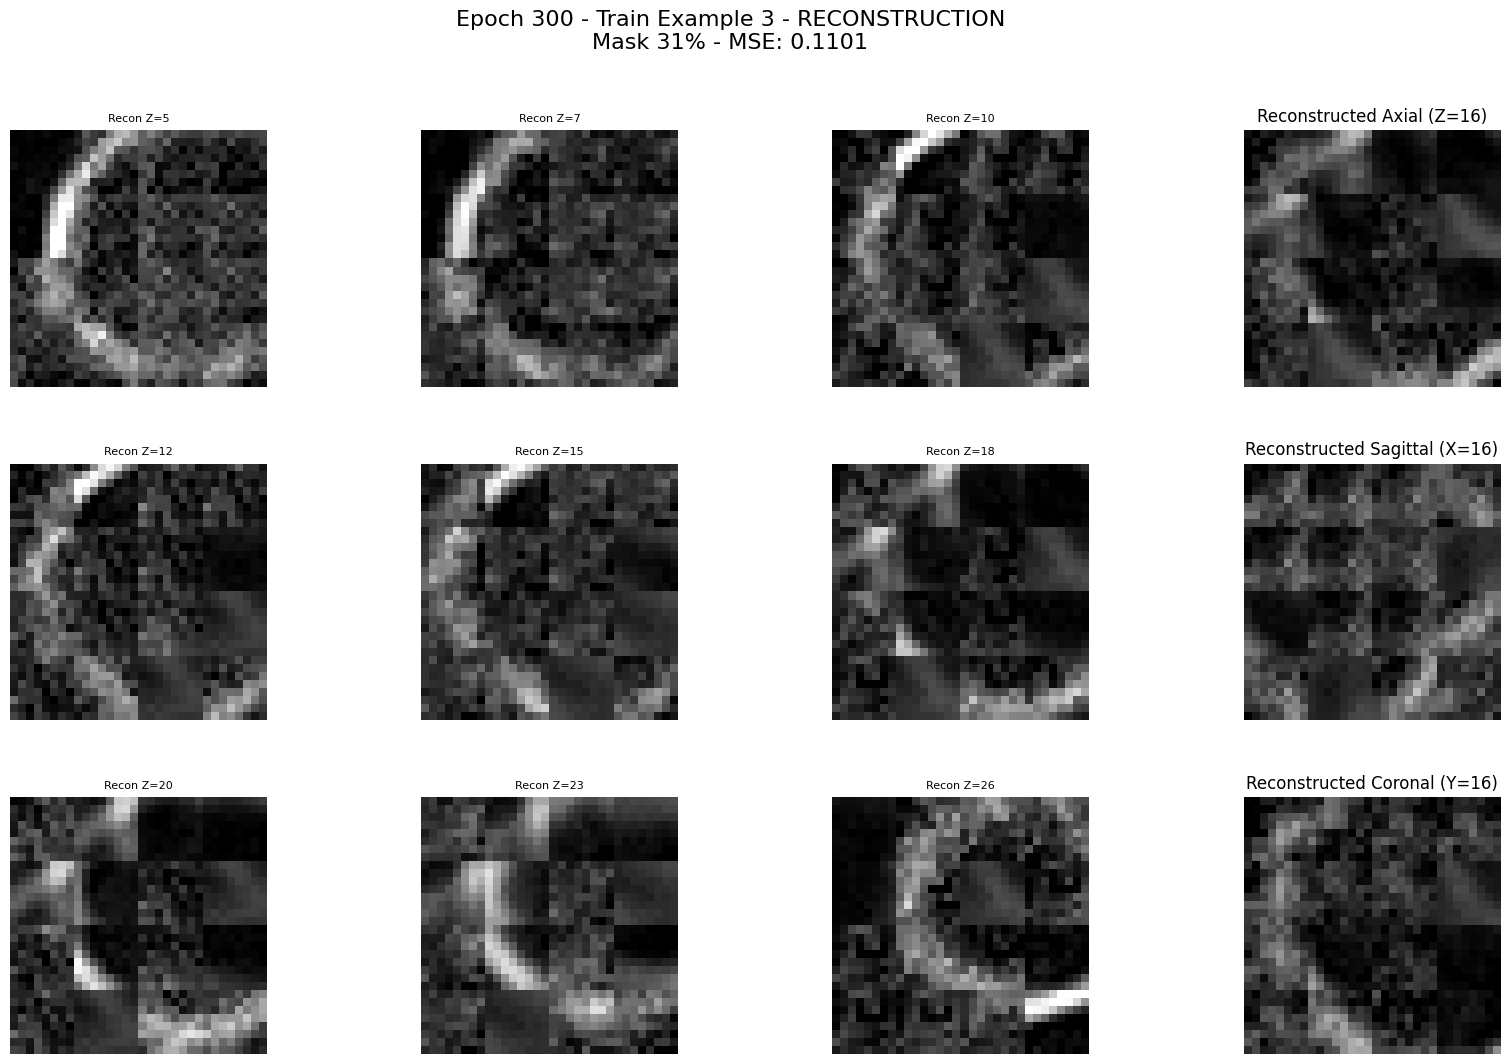 Epoch 300 - Train Example 3 - RECONSTRUCTION
Mask 31% - MSE: 0.1101
Recon Z=5
Recon Z=7
Recon Z=10
Reconstructed Axial (Z=16)
Recon Z=12
Recon Z=15
Recon Z=18
Reconstructed Sagittal (X=16)
Recon Z=20
Recon Z=23
Recon Z=26
Reconstructed Coronal (Y=16)